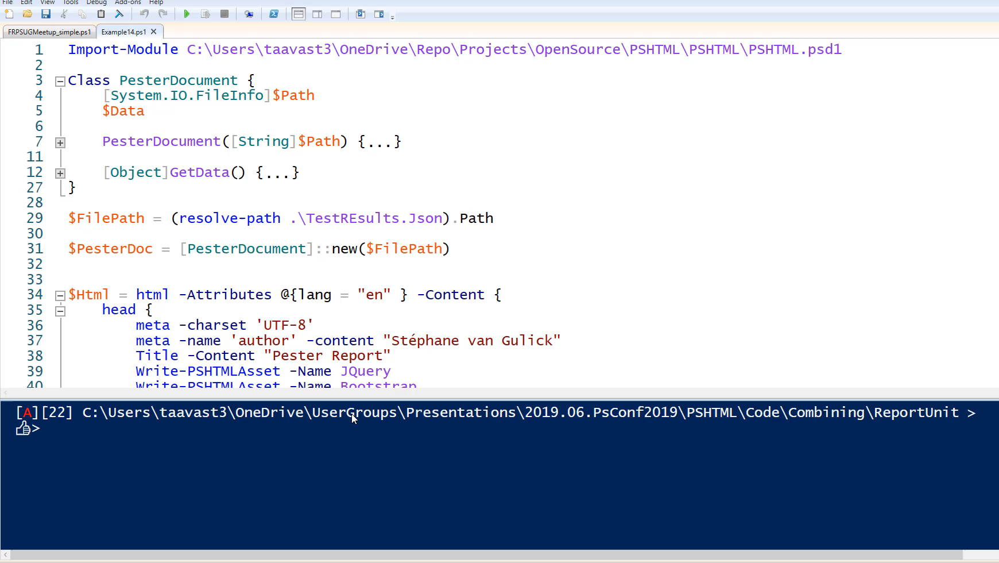 File Edit View Tools Debug Add-ons Help
FRPSUGMeetup_simple.ps1 Example14.ps1
1 Import-Module C:\Users\taavast3\OneDrive\Repo\Projects\OpenSource\PSHTML\PSHTML\PSHTML.psd1
2
3 Class PesterDocument {
4 [System.IO.FileInfo]$Path
5 $Data
6
7 PesterDocument([String]$Path) {...}
11
12 [Object]GetData() {...}
27 }
28
29 $FilePath = (resolve-path .\TestREsults.Json).Path
30
31 $PesterDoc = [PesterDocument]::new($FilePath)
32
33
34 $Html = html -Attributes @{lang = "en" } -Content {
35 head {
36 meta -charset 'UTF-8'
37 meta -name 'author' -content "Stéphane van Gulick"
38 Title -Content "Pester Report"
39 Write-PSHTMLAsset -Name JQuery
40 Write-PSHTMLAsset -Name Bootstrap
[A][22] C:\Users\taavast3\OneDrive\UserGroups\Presentations\2019.06.PsConf2019\PSHTML\Code\Combining\ReportUnit >
👍>